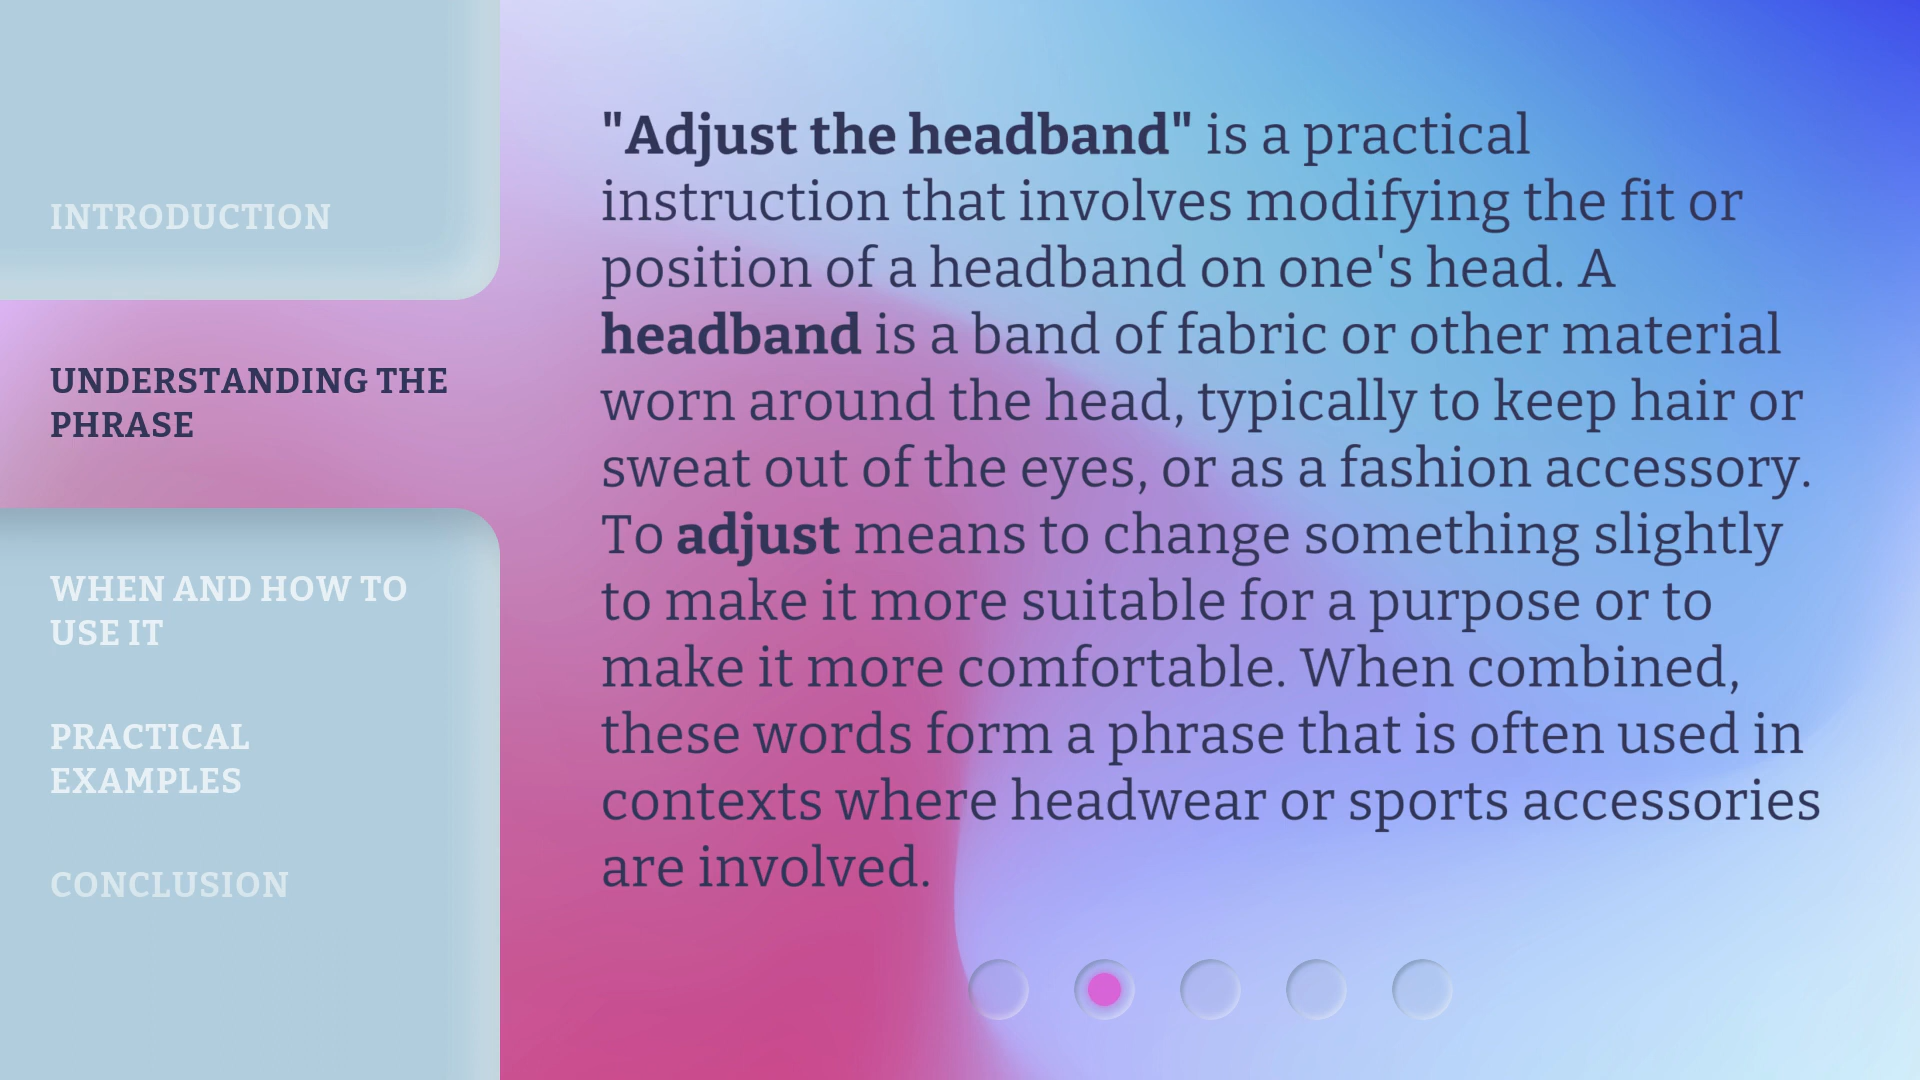 INTRODUCTION
UNDERSTANDING THE
PHRASE
WHEN AND HOW TO
USE IT
PRACTICAL
EXAMPLES
CONCLUSION
"Adjust the headband" is a practical
instruction that involves modifying the fit or
position of a headband on one's head. A
headband is a band of fabric or other material
worn around the head, typically to keep hair or
sweat out of the eyes, or as a fashion accessory.
To adjust means to change something slightly
to make it more suitable for a purpose or to
make it more comfortable. When combined,
these words form a phrase that is often used in
contexts where headwear or sports accessories
are involved.